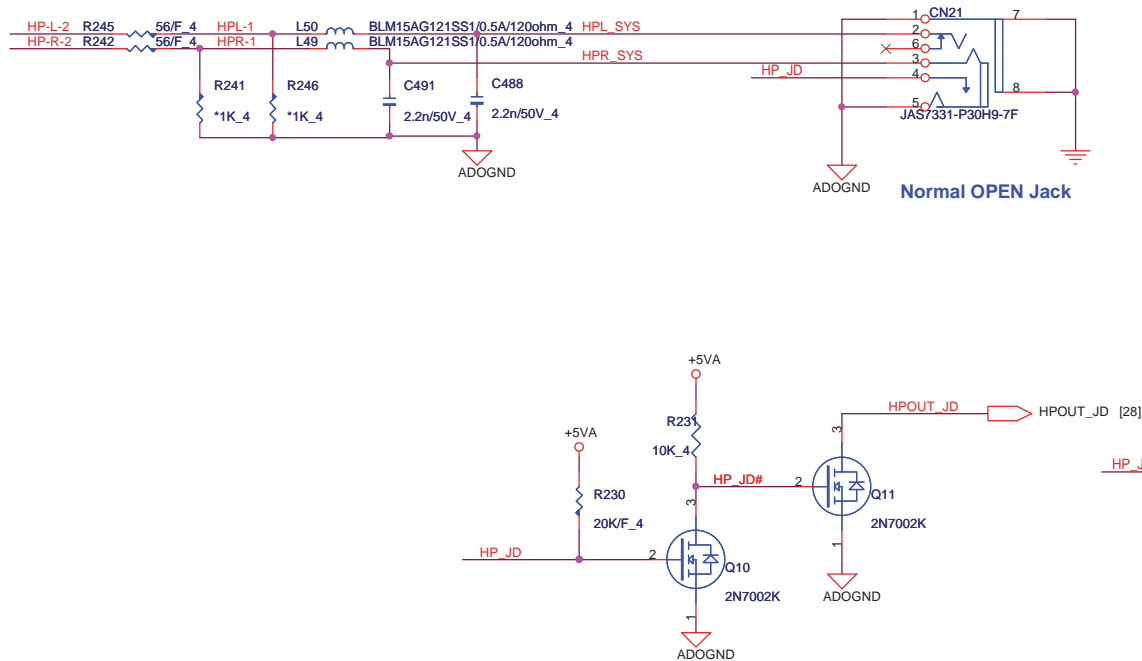 HP-L-2 R245 56/F_4 HPL-1 L50 BLM15AG121SS1/0.5A/120ohm_4 HPL_SYS
HP-R-2 R242 56/F_4 HPR-1 L49 BLM15AG121SS1/0.5A/120ohm_4
HPR_SYS
HP_JD
1 CN21 7
2
6
3
4
8
5
JAS7331-P30H9-7F
R241 R246 C491 C488
*1K_4 *1K_4 2.2n/50V_4 2.2n/50V_4
ADOGND
ADOGND
Normal OPEN Jack
+5VA
R231
10K_4
HPOUT_JD HPOUT_JD [28]
+5VA
R230
20K/F_4
HP_JD# 2 3 Q11
2N7002K
1
ADOGND
HP_JD 2 3 Q10
2N7002K
1
ADOGND